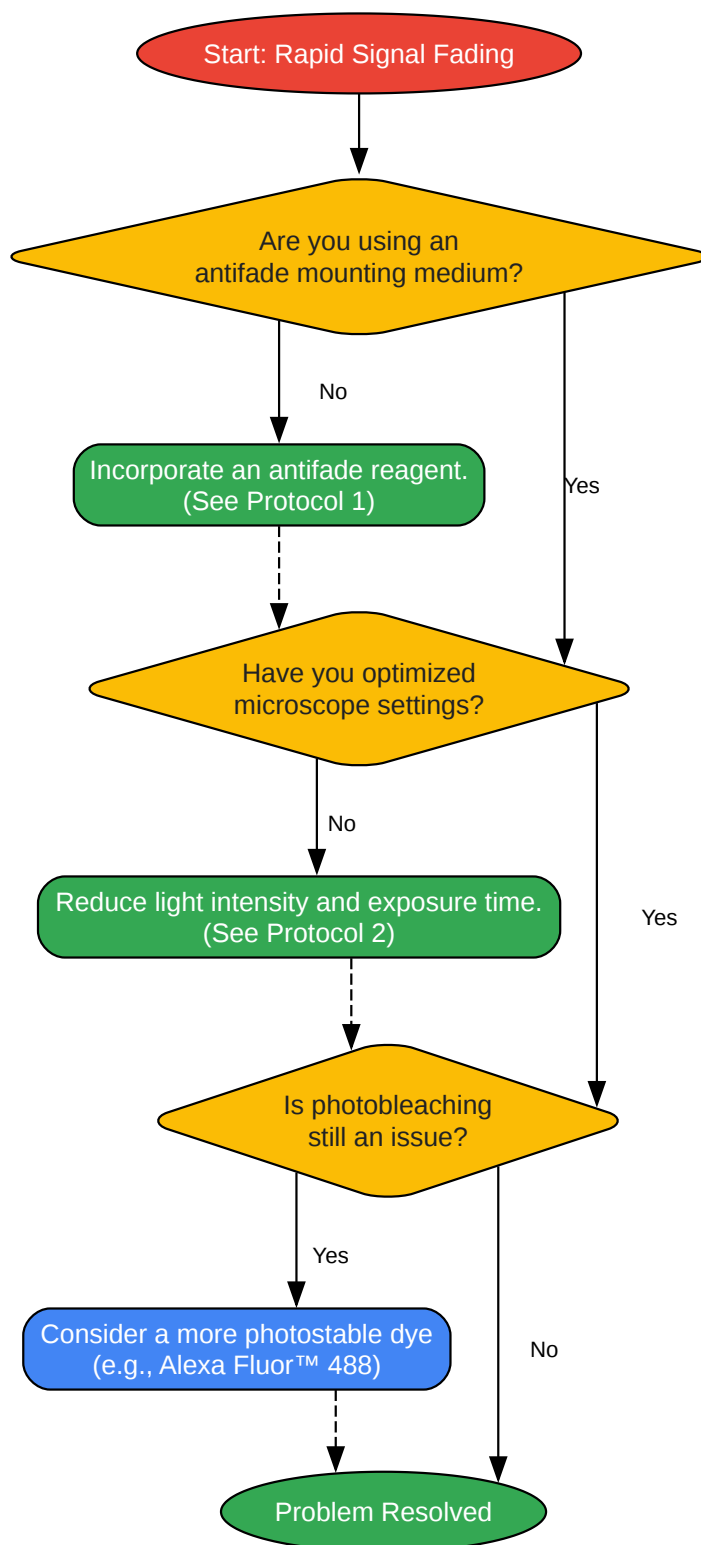 Start: Rapid Signal Fading
Are you using an
antifade mounting medium?
No
Incorporate an antifade reagent.
(See Protocol 1)
Yes
Have you optimized
microscope settings?
No
Reduce light intensity and exposure time.
(See Protocol 2)
Yes
Is photobleaching
still an issue?
Yes
Consider a more photostable dye
(e.g., Alexa Fluor™ 488)
No
Problem Resolved